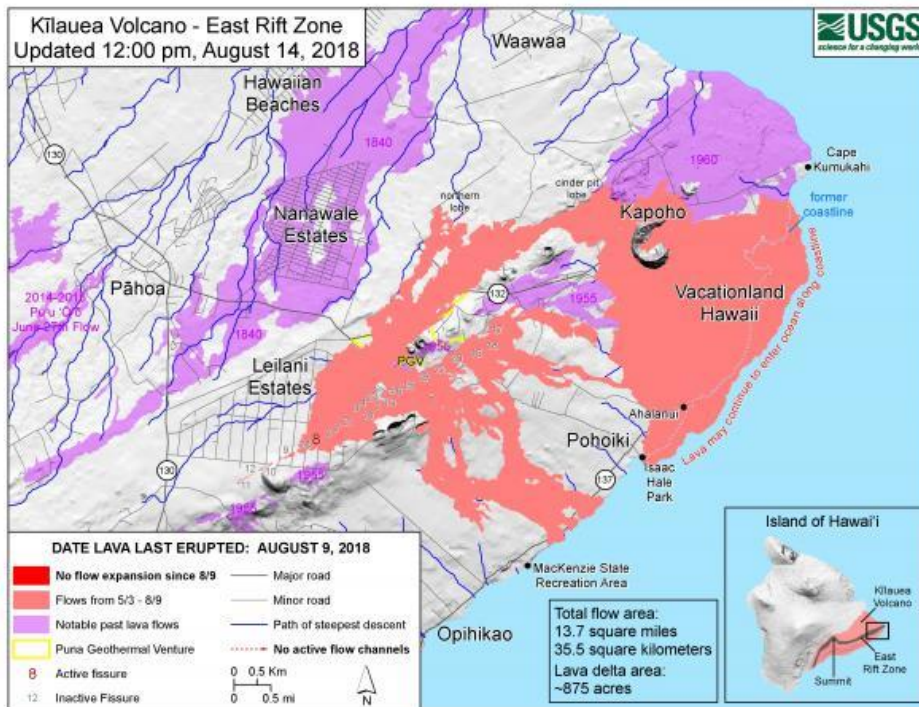 Kīlauea Volcano - East Rift Zone
Updated 12:00 pm, August 14, 2018
USGS
science for a changing world
Waawaa
Hawaiian
Beaches
130
1840
1960
Cape
Kumukahi
northern
lobe
cinder pit
lobe
Kapoho
former
coastline
Nanawale
Estates
Pāhoa
132
1955
Vacationland
Hawaii
June 27th Flow
1840
Leilani
Estates
PGV
Lava may continue to enter ocean along coastline
Ahalanui
8
Pohoiki
Isaac
Hale
Park
130
1955
1955
137
MacKenzie State
Recreation Area
Opihikao
DATE LAVA LAST ERUPTED: AUGUST 9, 2018
No flow expansion since 8/9
Flows from 5/3 - 8/9
Notable past lava flows
Puna Geothermal Venture
8 Active fissure
12 Inactive Fissure
Major road
Minor road
Path of steepest descent
No active flow channels
0 0.5 Km
0 0.5 mi
N
Total flow area:
13.7 square miles
35.5 square kilometers
Lava delta area:
~875 acres
Island of Hawai'i
Kīlauea
Volcano
East
Rift Zone
Summit